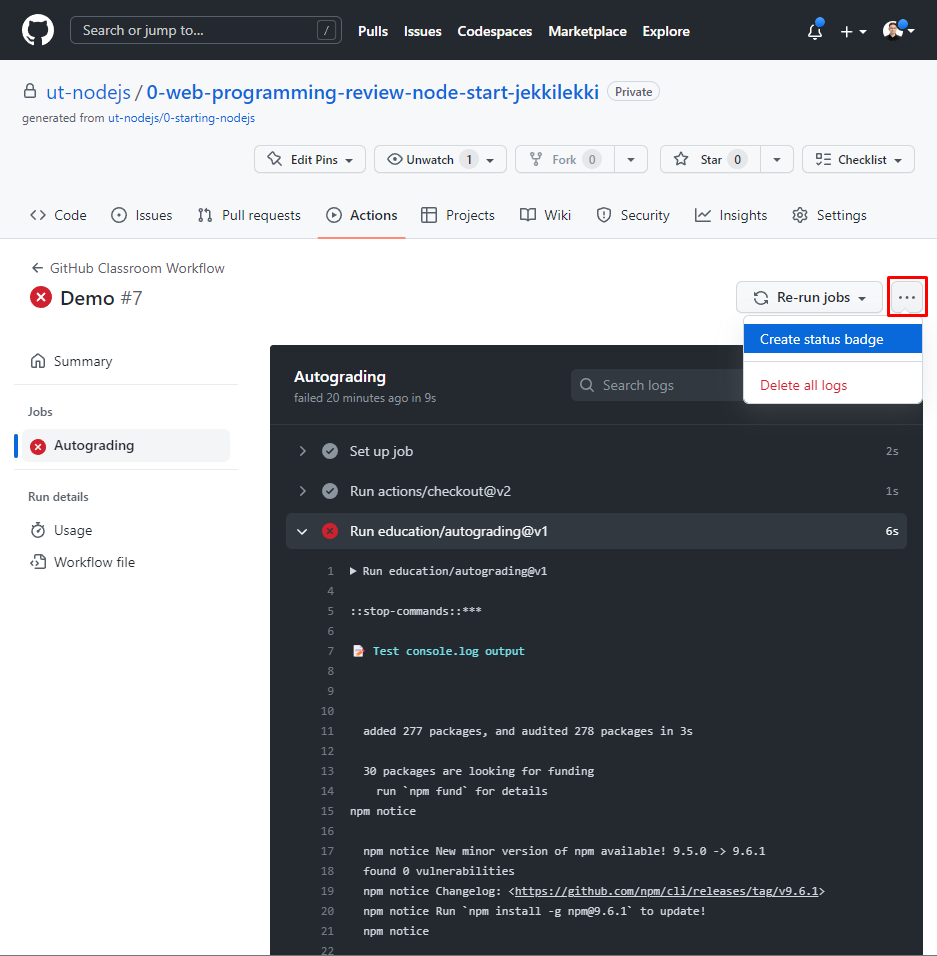 Search or jump to... /
Pulls Issues Codespaces Marketplace Explore
ut-nodejs / 0-web-programming-review-node-start-jekkilekki Private
generated from ut-nodejs/0-starting-nodejs
Edit Pins Unwatch 1 Fork 0 Star 0 Checklist
Code Issues Pull requests Actions Projects Wiki Security Insights Settings
GitHub Classroom Workflow
Demo #7
Re-run jobs ...
Create status badge
Delete all logs
Summary
Jobs
Autograding
Run details
Usage
Workflow file
Autograding
failed 20 minutes ago in 9s
Search logs
Set up job 2s
Run actions/checkout@v2 1s
Run education/autograding@v1 6s
1 ▶ Run education/autograding@v1
4
5 ::stop-commands::***
6
7 📝 Test console.log output
8
9
10
11 added 277 packages, and audited 278 packages in 3s
12
13 30 packages are looking for funding
14 run `npm fund` for details
15 npm notice
16
17 npm notice New minor version of npm available! 9.5.0 -> 9.6.1
18 found 0 vulnerabilities
19 npm notice Changelog: <https://github.com/npm/cli/releases/tag/v9.6.1>
20 npm notice Run `npm install -g npm@9.6.1` to update!
21 npm notice
22